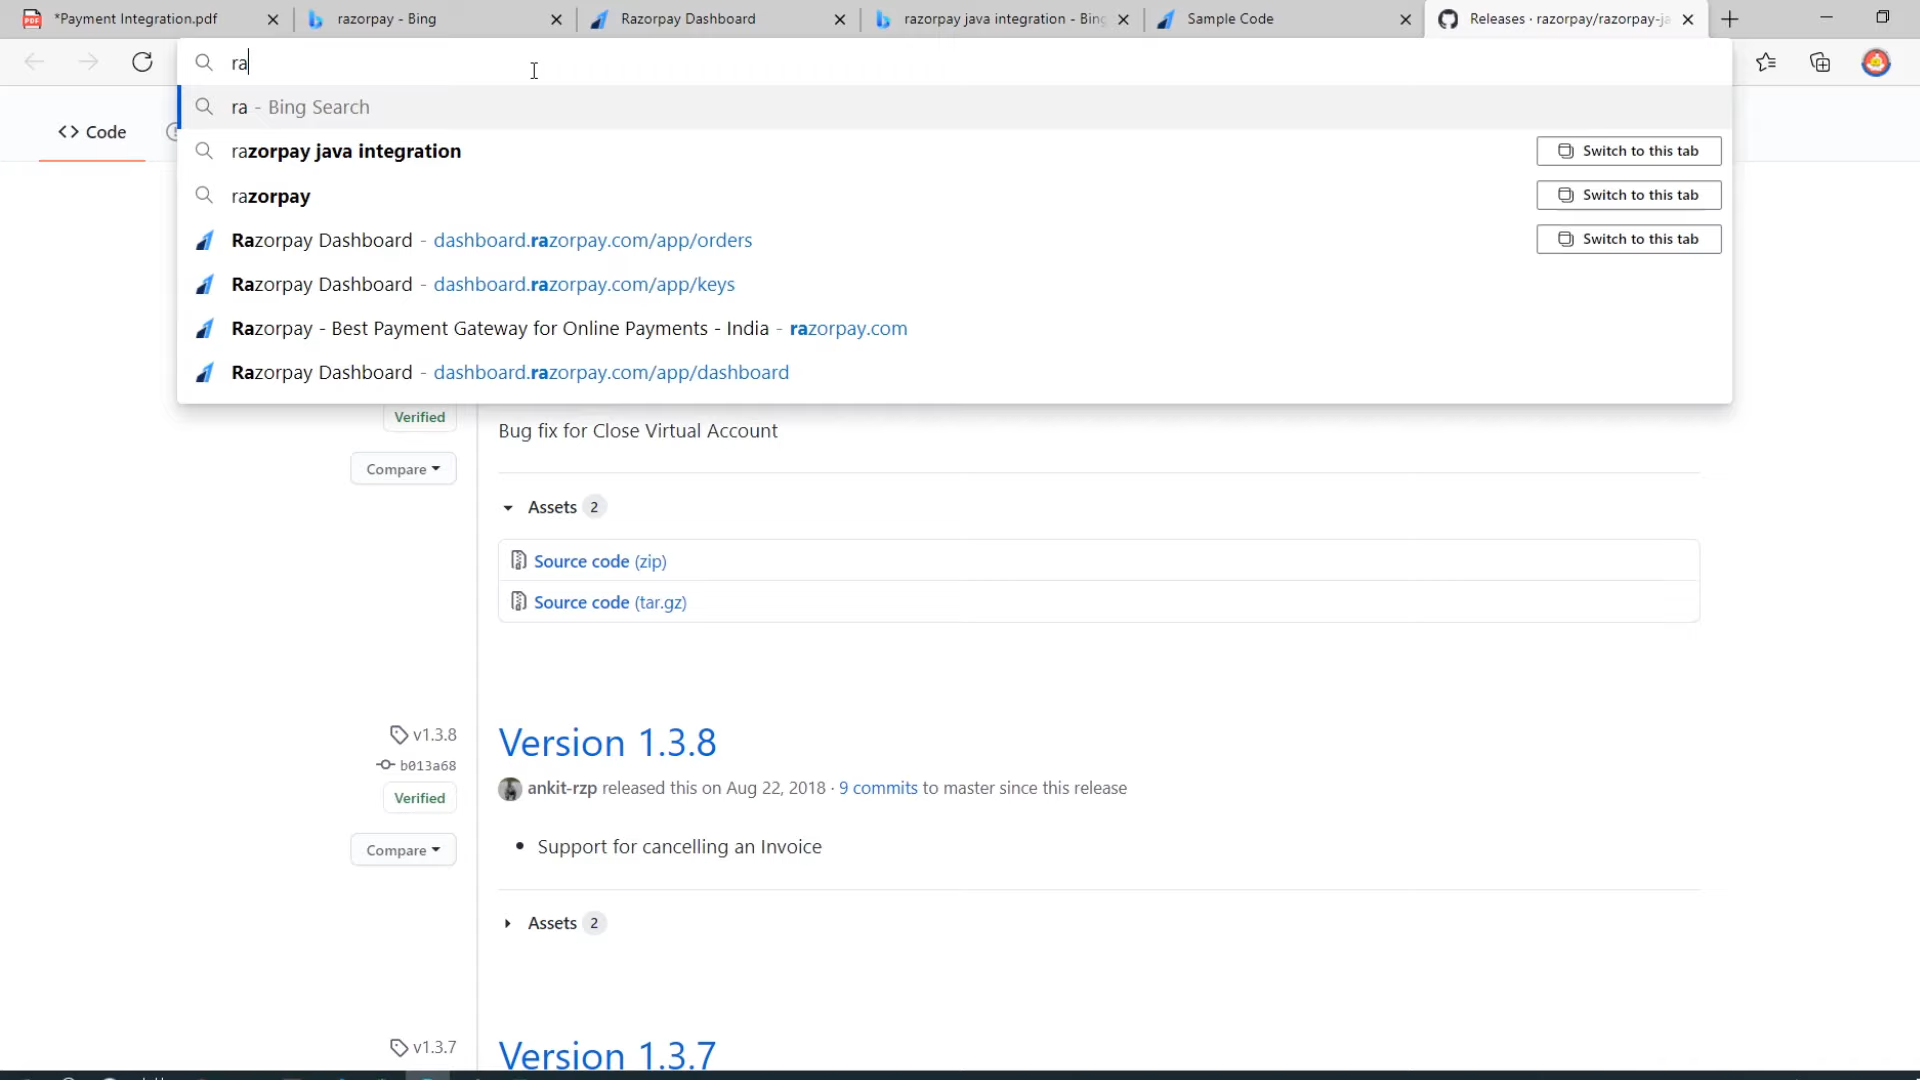 *Payment Integration.pdf
razorpay - Bing
Razorpay Dashboard
razorpay java integration - Bing
Sample Code
Releases · razorpay/razorpay-ja
ra
ra - Bing Search
razorpay java integration
Switch to this tab
razorpay
Switch to this tab
Razorpay Dashboard - dashboard.razorpay.com/app/orders
Switch to this tab
Razorpay Dashboard - dashboard.razorpay.com/app/keys
Razorpay - Best Payment Gateway for Online Payments - India - razorpay.com
Razorpay Dashboard - dashboard.razorpay.com/app/dashboard
<> Code
Verified
Bug fix for Close Virtual Account
Compare
Assets 2
Source code (zip)
Source code (tar.gz)
v1.3.8
Version 1.3.8
b013a68
ankit-rzp released this on Aug 22, 2018 · 9 commits to master since this release
Verified
• Support for cancelling an Invoice
Compare
Assets 2
v1.3.7
Version 1.3.7